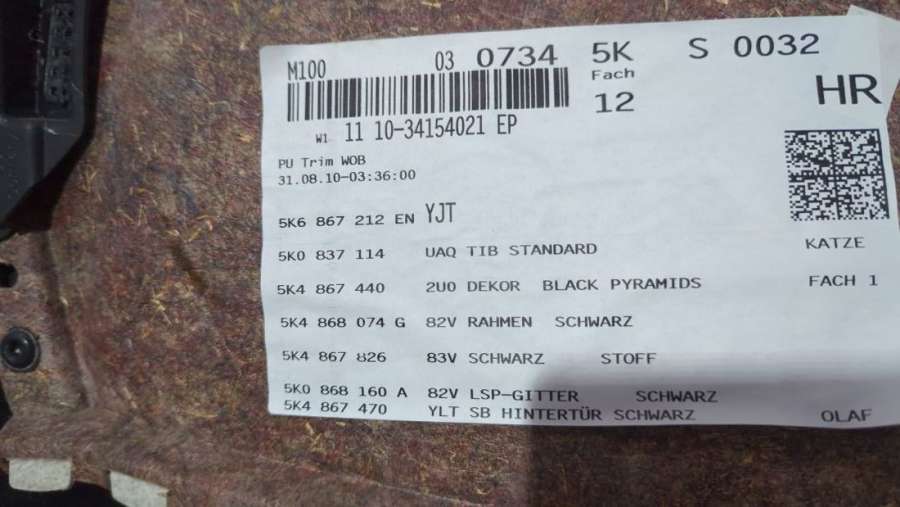 M100 03 0734 5K S 0032
Fach
12 HR
W1 11 10-34154021 EP
PU Trim WOB
31.08.10-03:36:00
5K6 867 212 EN YJT
5K0 837 114 UAQ TIB STANDARD KATZE
5K4 867 440 2U0 DEKOR BLACK PYRAMIDS FACH 1
5K4 868 074 G 82V RAHMEN SCHWARZ
5K4 867 826 83V SCHWARZ STOFF
5K0 868 160 A 82V LSP-GITTER SCHWARZ
5K4 867 470 YLT SB HINTERTÜR SCHWARZ OLAF